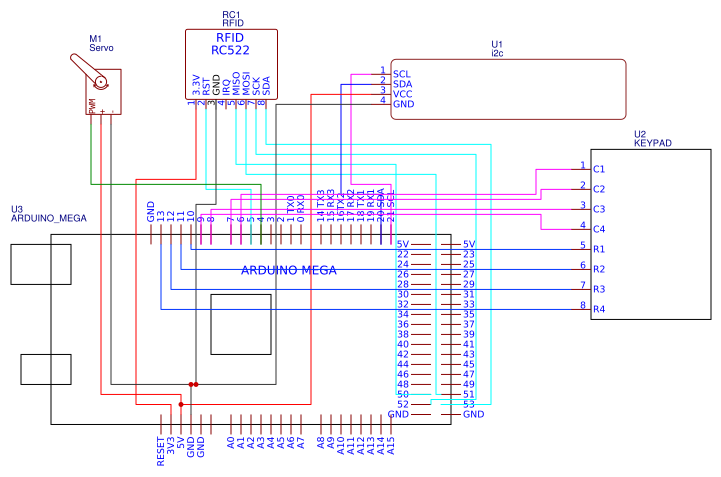 RC1
RFID
RFID
RC522
1 3.3V
2 RST
3 GND
4 IRQ
5 MISO
6 MOSI
7 SCK
8 SDA
M1
Servo
PWM
+
-
U1
i2c
1 SCL
2 SDA
3 VCC
4 GND
U2
KEYPAD
1 C1
2 C2
3 C3
4 C4
5 R1
6 R2
7 R3
8 R4
U3
ARDUINO_MEGA
GND
13
12
11
10
9
8
7
6
5
4
3
2
1 TX0
0 RX0
14 TX3
15 RX3
16 TX2
17 RX2
18 TX1
19 RX1
20 SDA
21 SCL
ARDUINO MEGA
5V 5V
22 23
24 25
26 27
28 29
30 31
32 33
34 35
36 37
38 39
40 41
42 43
44 45
46 47
48 49
50 51
52 53
GND GND
RESET
3V3
5V
GND
GND
A0
A1
A2
A3
A4
A5
A6
A7
A8
A9
A10
A11
A12
A13
A14
A15